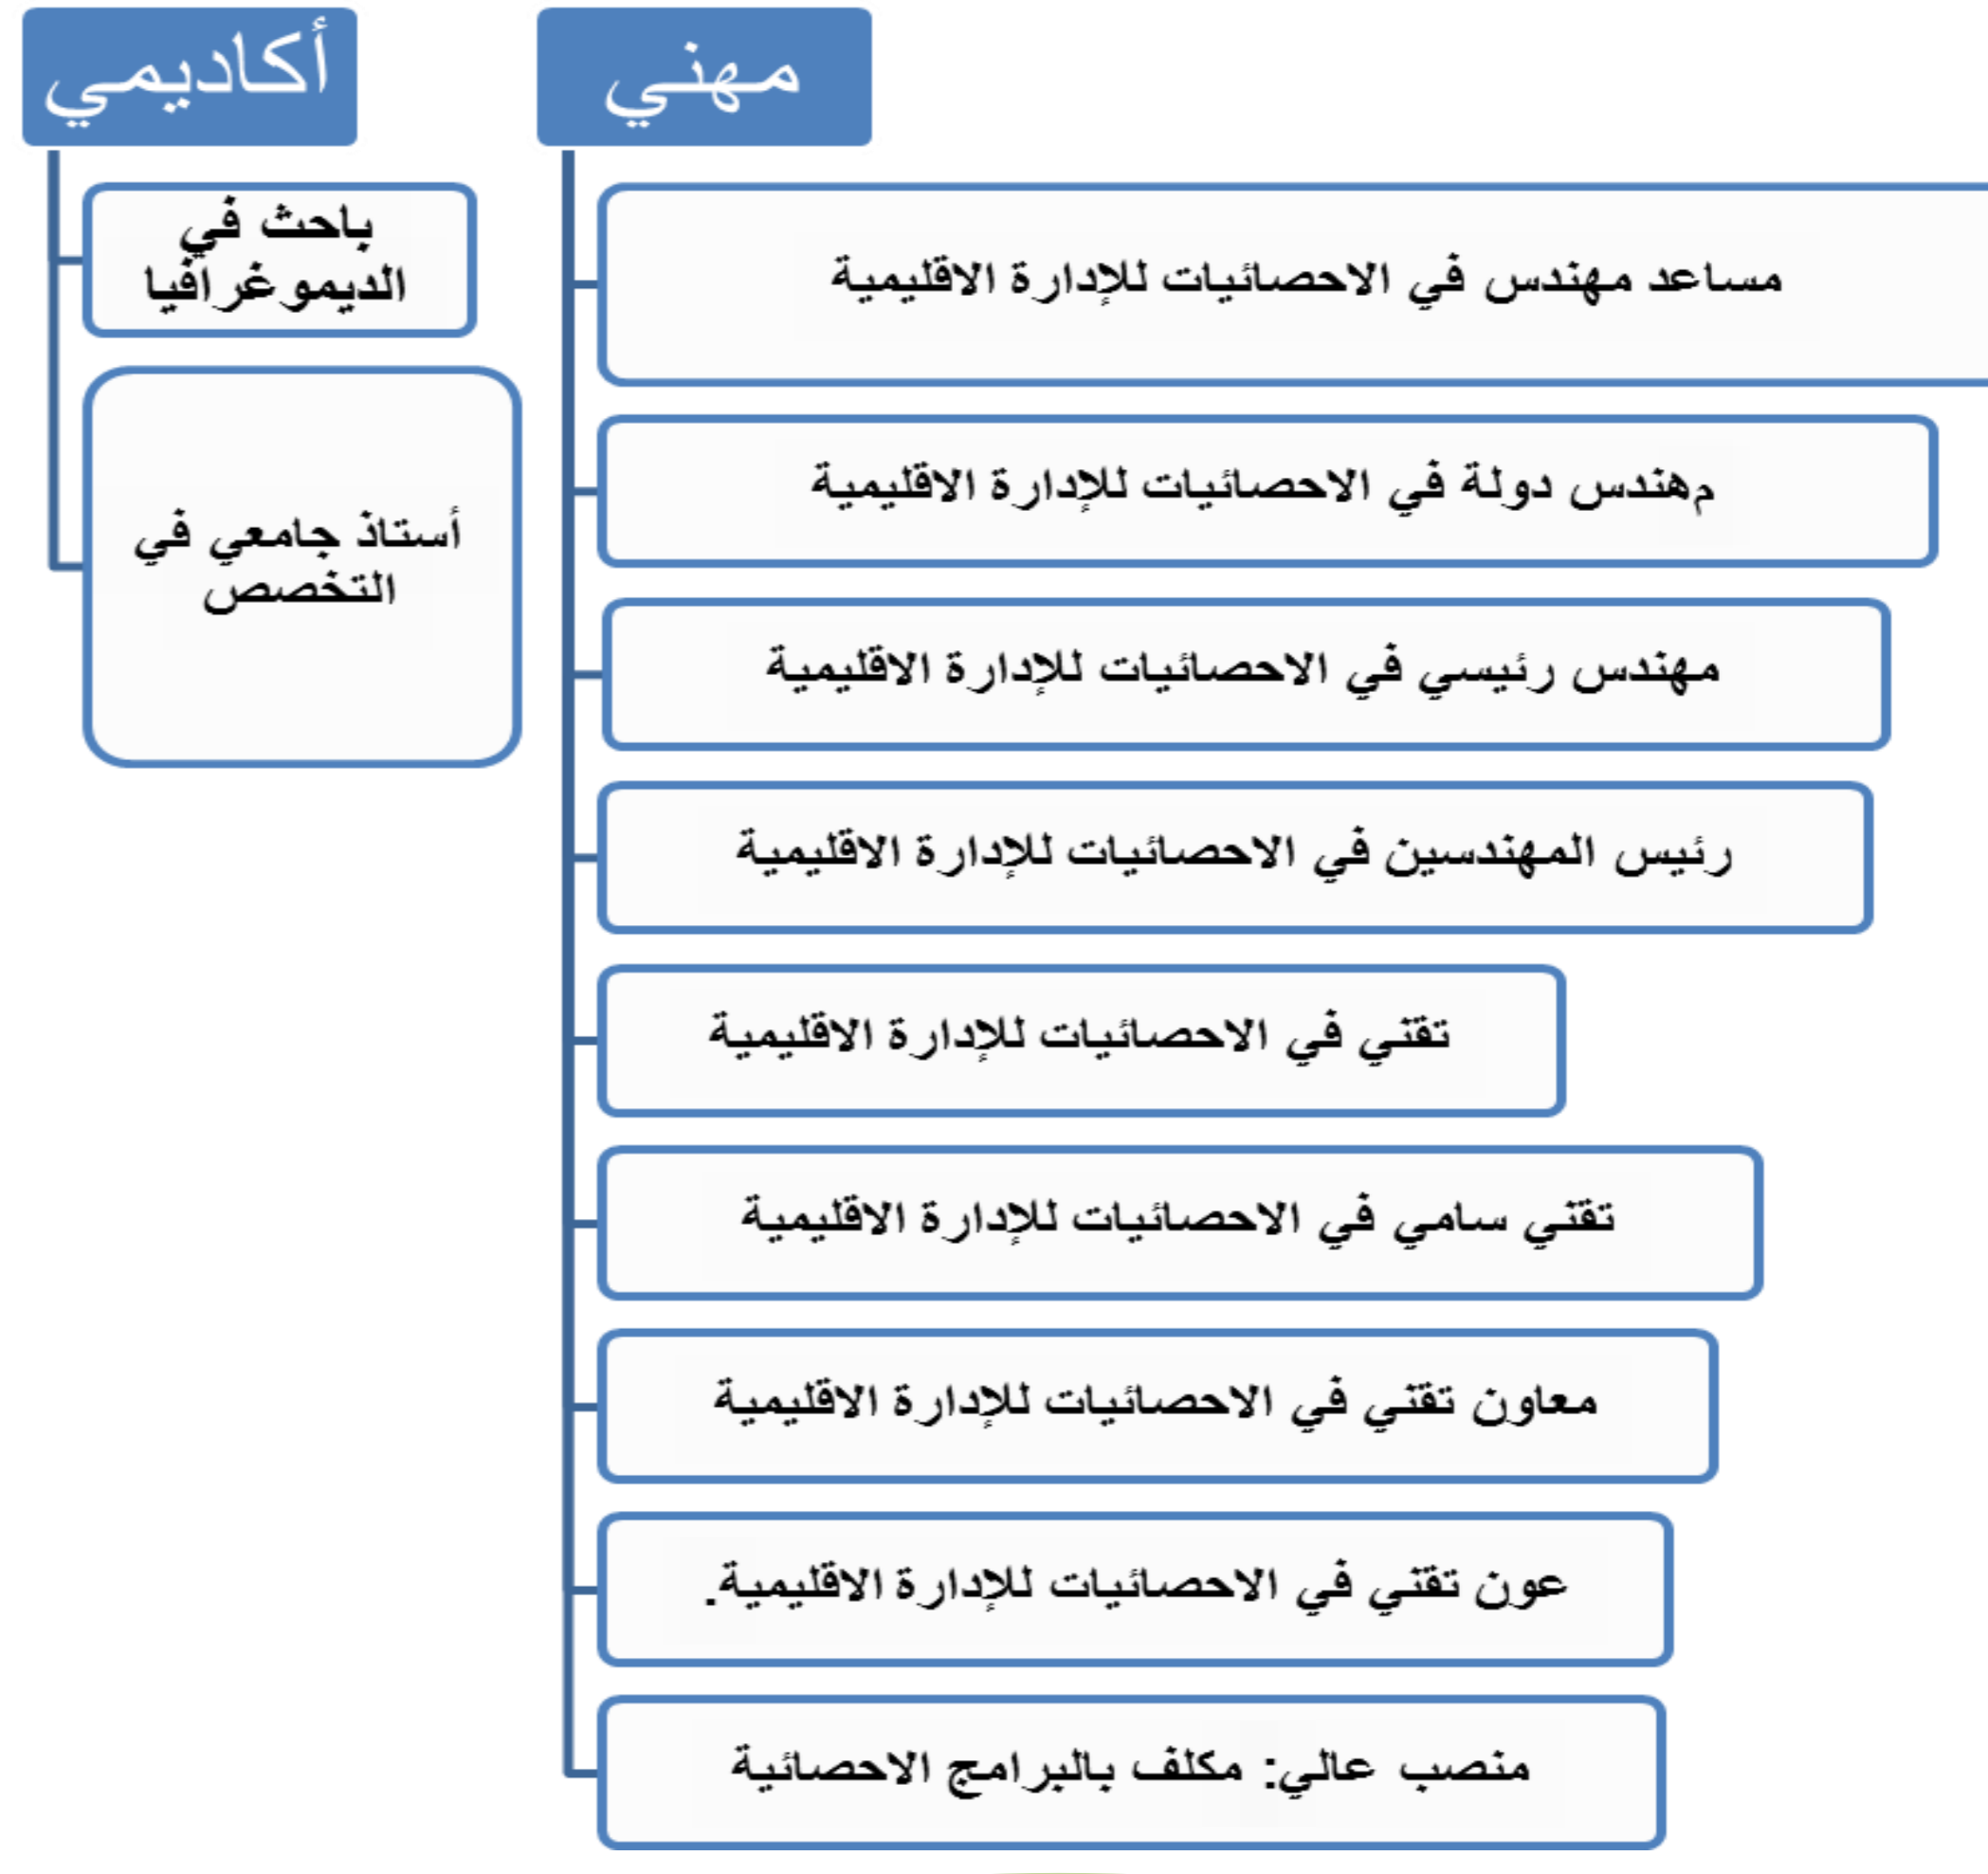 مهني
مساعد مهندس في الاحصائيات للإدارة الاقليمية
مهندس دولة في الاحصائيات للإدارة الاقليمية
مهندس رئيسي في الاحصائيات للإدارة الاقليمية
رئيس المهندسين في الاحصائيات للإدارة الاقليمية
تقني في الاحصائيات للإدارة الاقليمية
تقني سامي في الاحصائيات للإدارة الاقليمية
معاون تقني في الاحصائيات للإدارة الاقليمية
عون تقني في الاحصائيات للإدارة الاقليمية.
منصب عالي: مكلف بالبرامج الاحصائية
أكاديمي
باحث في
الديموغرافيا
أستاذ جامعي في
التخصص